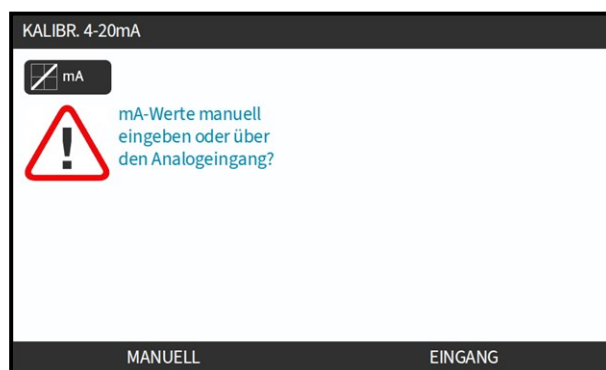 KALIBR. 4-20mA
mA
mA-Werte manuell
eingeben oder über
den Analogeingang?
MANUELL
EINGANG